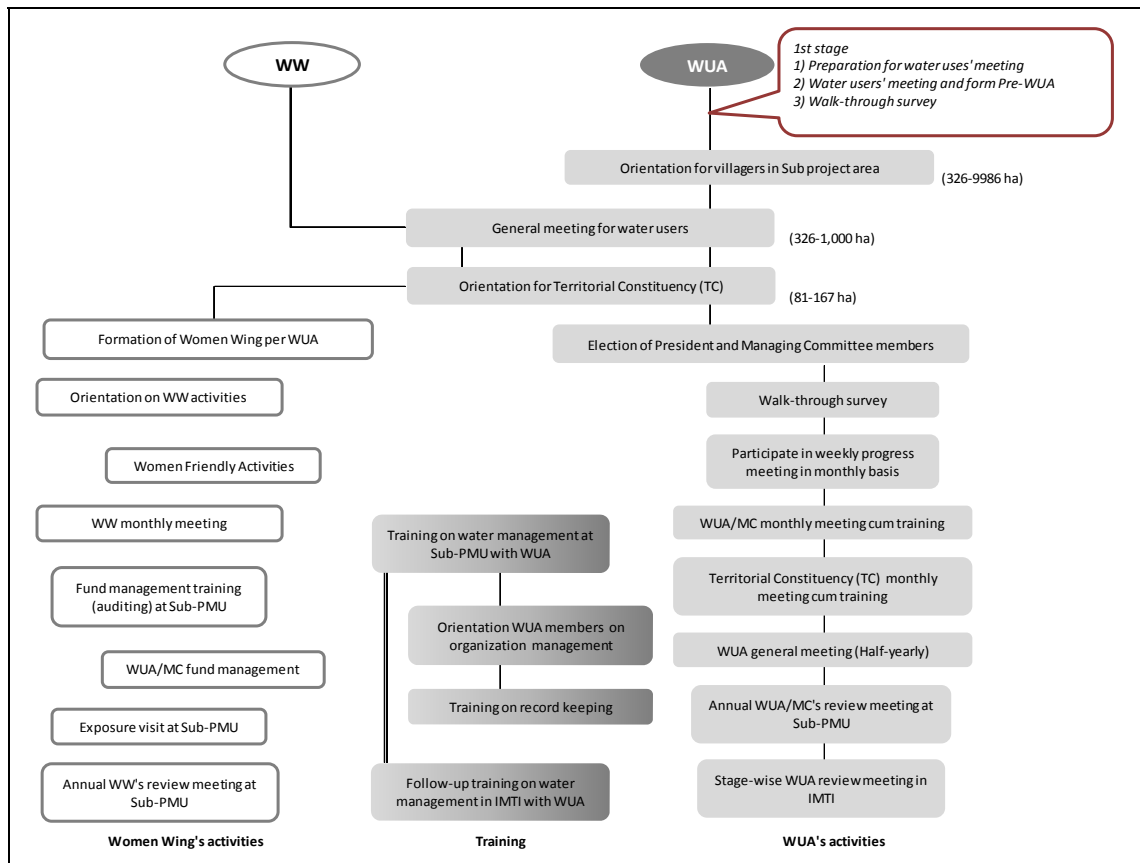 WW
WUA
1st stage
1) Preparation for water uses' meeting
2) Water users' meeting and form Pre-WUA
3) Walk-through survey
Orientation for villagers in Sub project area
(326-9986 ha)
General meeting for water users
(326-1,000 ha)
Orientation for Territorial Constituency (TC)
(81-167 ha)
Formation of Women Wing per WUA
Election of President and Managing Committee members
Orientation on WW activities
Walk-through survey
Women Friendly Activities
Participate in weekly progress
meeting in monthly basis
WW monthly meeting
Training on water management at
Sub-PMU with WUA
WUA/MC monthly meeting cum training
Fund management training
(auditing) at Sub-PMU
Territorial Constituency (TC) monthly
meeting cum training
Orientation WUA members on
organization management
WUA/MC fund management
WUA general meeting (Half-yearly)
Exposure visit at Sub-PMU
Training on record keeping
Annual WUA/MC's review meeting at
Sub-PMU
Annual WW's review meeting at
Sub-PMU
Follow-up training on water
management in IMTI with WUA
Stage-wise WUA review meeting in
IMTI
Women Wing's activities
Training
WUA's activities